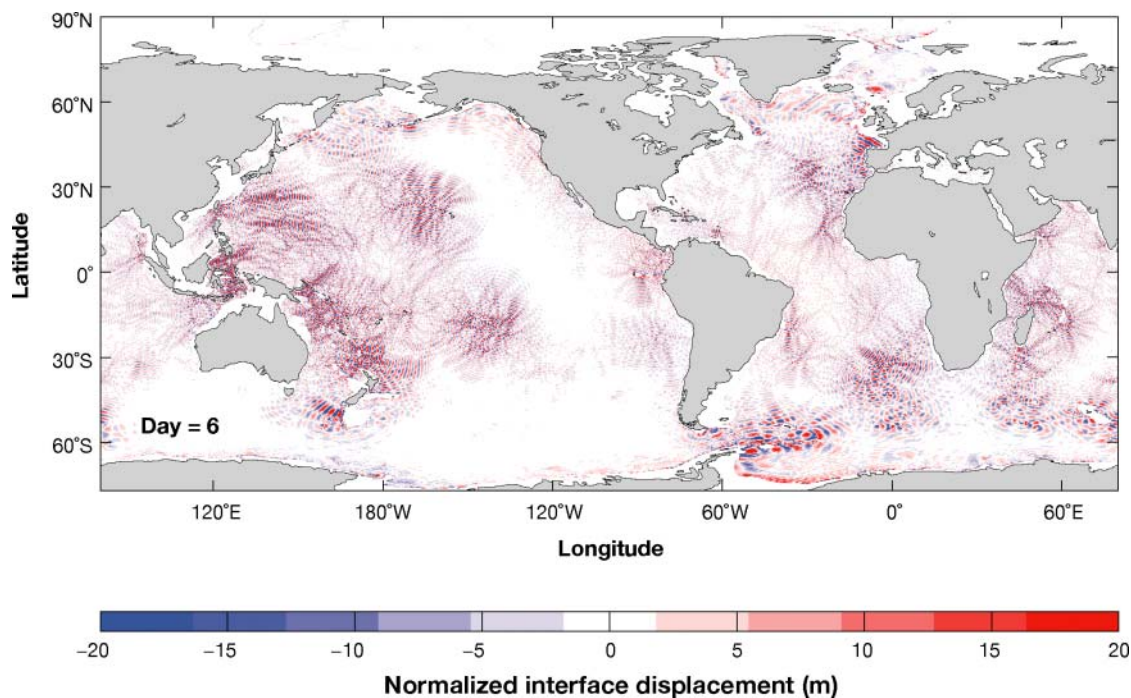 90°N
60°N
30°N
0°
30°S
60°S
Latitude
Day = 6
120°E 180°W 120°W 60°W 0° 60°E
Longitude
−20 −15 −10 −5 0 5 10 15 20
Normalized interface displacement (m)